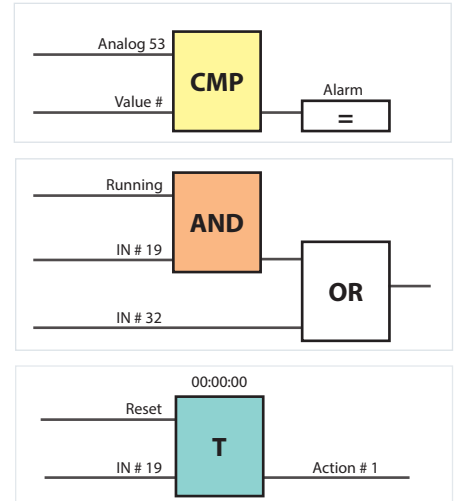 Analog 53
CMP
Value #
Alarm
=
Running
AND
IN # 19
OR
IN # 32
00:00:00
Reset
T
IN # 19
Action # 1